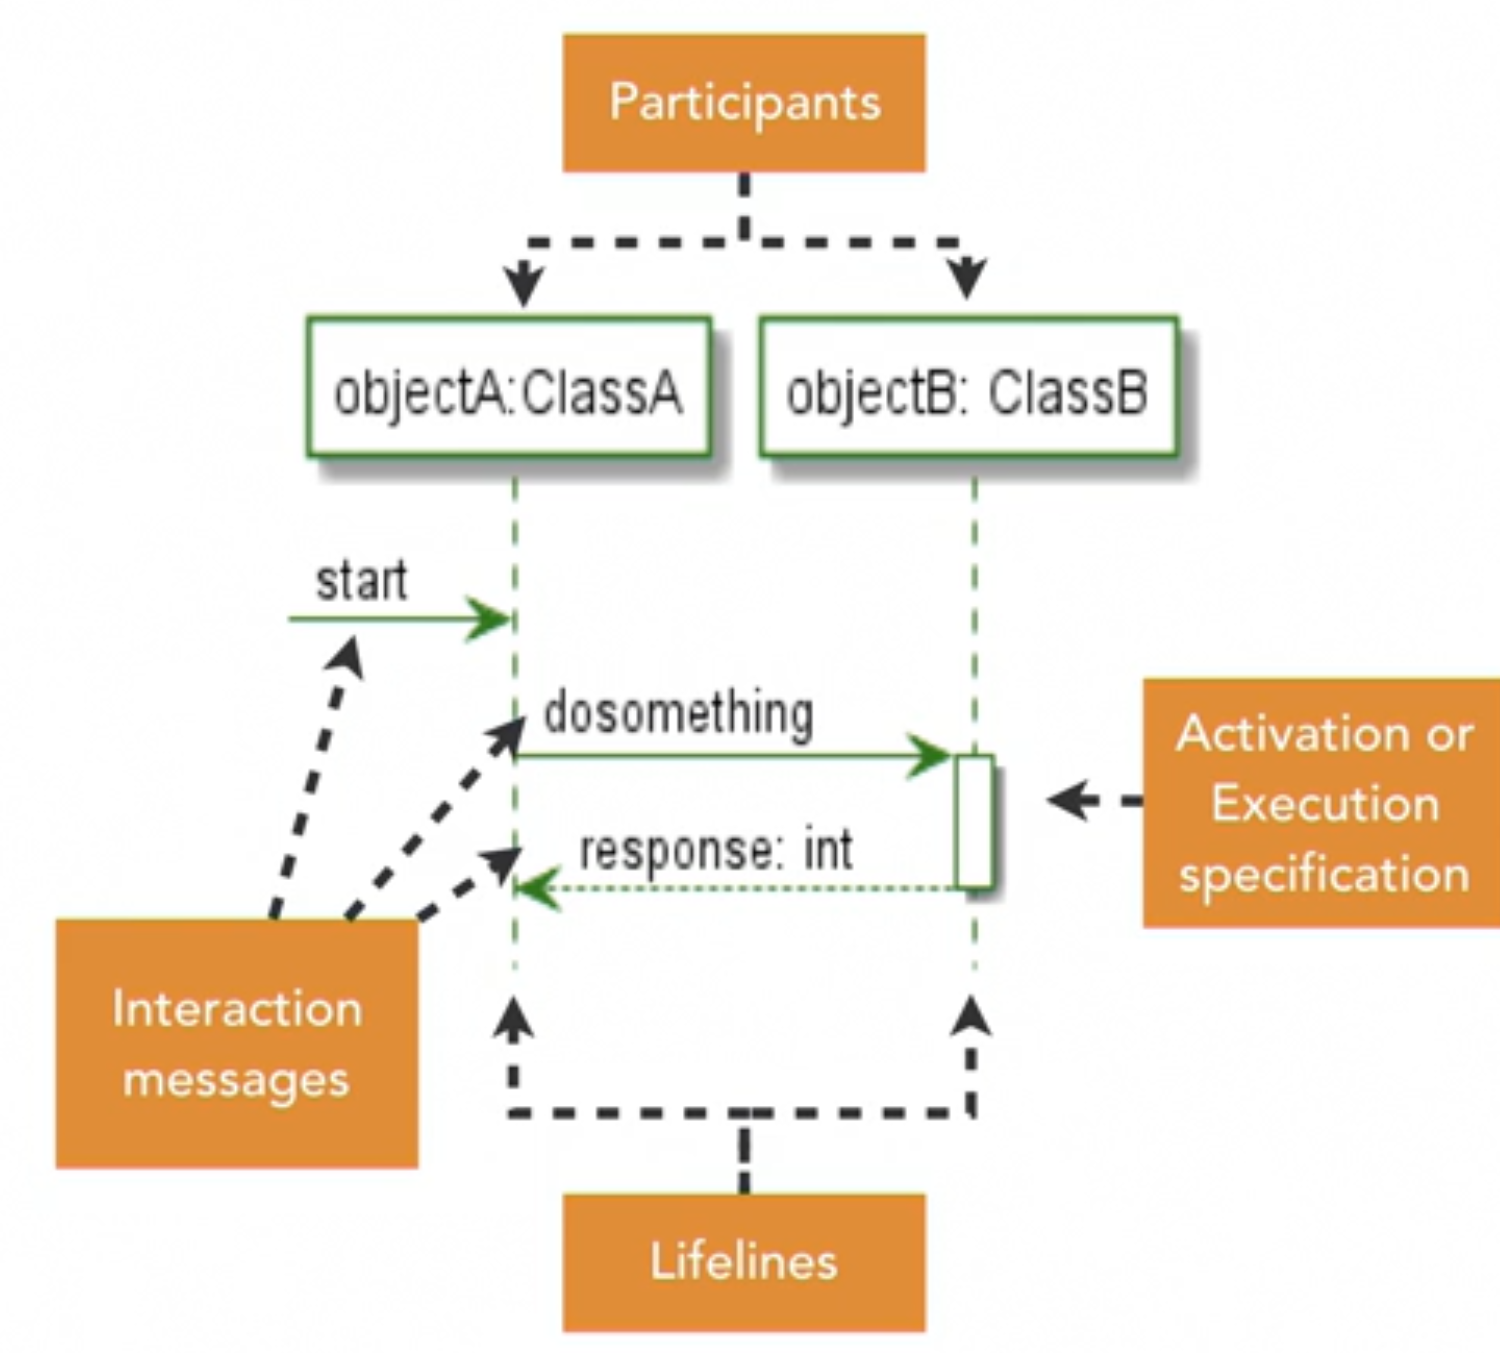 Participants
objectA:ClassA
objectB: ClassB
start
dosomething
Activation or
Execution
specification
response: int
Interaction
messages
Lifelines